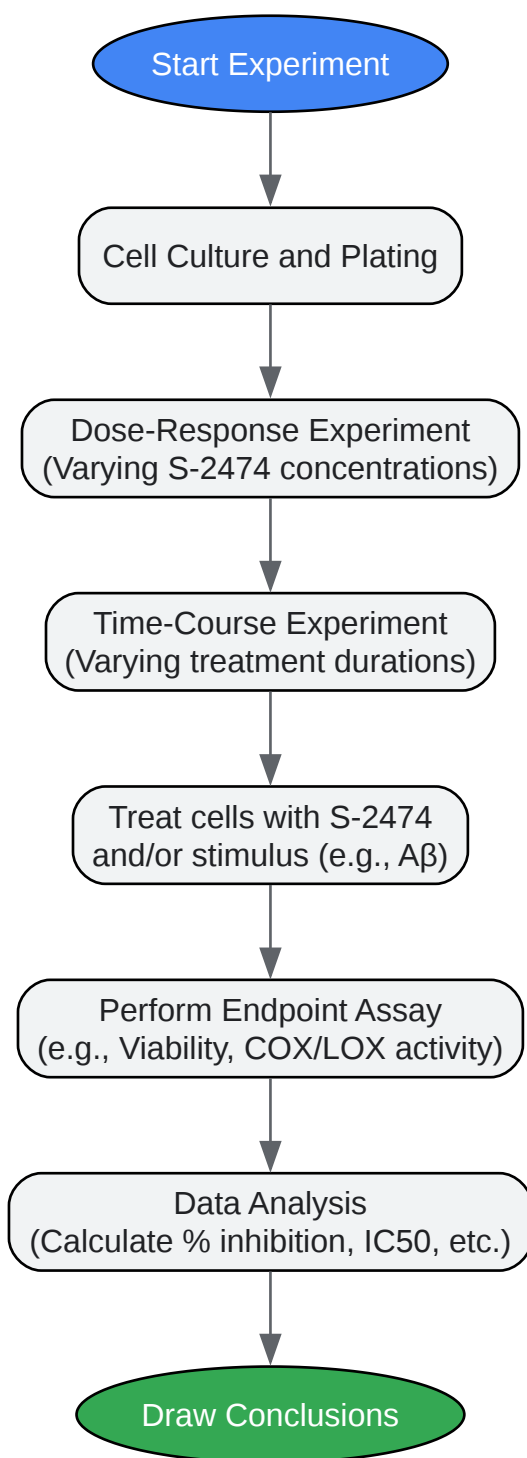 Start Experiment
Cell Culture and Plating
Dose-Response Experiment
(Varying S-2474 concentrations)
Time-Course Experiment
(Varying treatment durations)
Treat cells with S-2474
and/or stimulus (e.g., Aβ)
Perform Endpoint Assay
(e.g., Viability, COX/LOX activity)
Data Analysis
(Calculate % inhibition, IC50, etc.)
Draw Conclusions